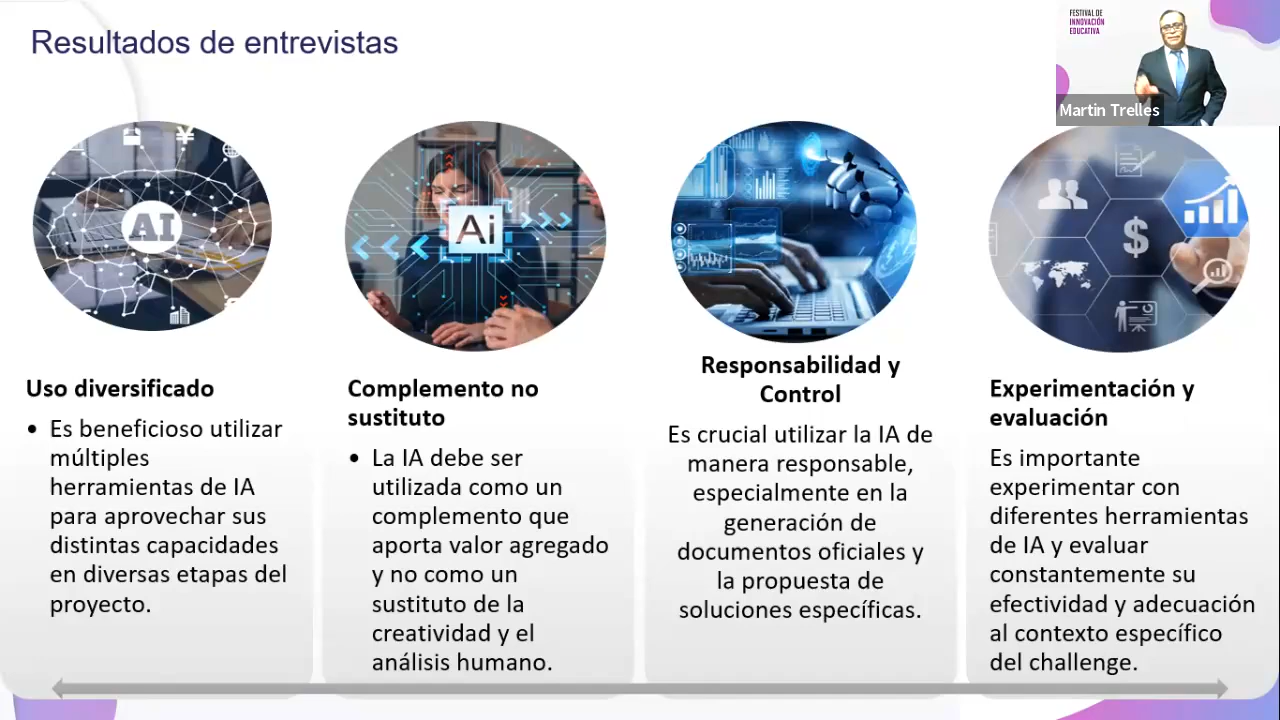 Resultados de entrevistas
FESTIVAL DE
INNOVACIÓN
EDUCATIVA
Martin Trelles
AI
Ai
Uso diversificado
• Es beneficioso utilizar
múltiples
herramientas de IA
para aprovechar sus
distintas capacidades
en diversas etapas del
proyecto.
Complemento no
sustituto
• La IA debe ser
utilizada como un
complemento que
aporta valor agregado
y no como un
sustituto de la
creatividad y el
análisis humano.
Responsabilidad y
Control
Es crucial utilizar la IA de
manera responsable,
especialmente en la
generación de
documentos oficiales y
la propuesta de
soluciones específicas.
Experimentación y
evaluación
Es importante
experimentar con
diferentes herramientas
de IA y evaluar
constantemente su
efectividad y adecuación
al contexto específico
del challenge.